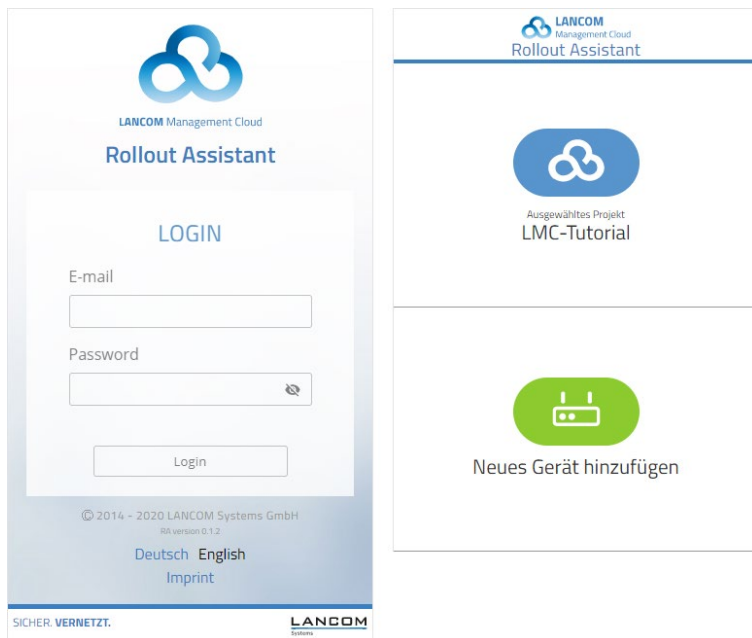 LANCOM Management Cloud
Rollout Assistant
LOGIN
E-mail
Password
Login
© 2014 - 2020 LANCOM Systems GmbH
RA version 0.1.2
Deutsch English
Imprint
SICHER. VERNETZT.
LANCOM
Systems
LANCOM
Management Cloud
Rollout Assistant
Ausgewähltes Projekt
LMC-Tutorial
Neues Gerät hinzufügen